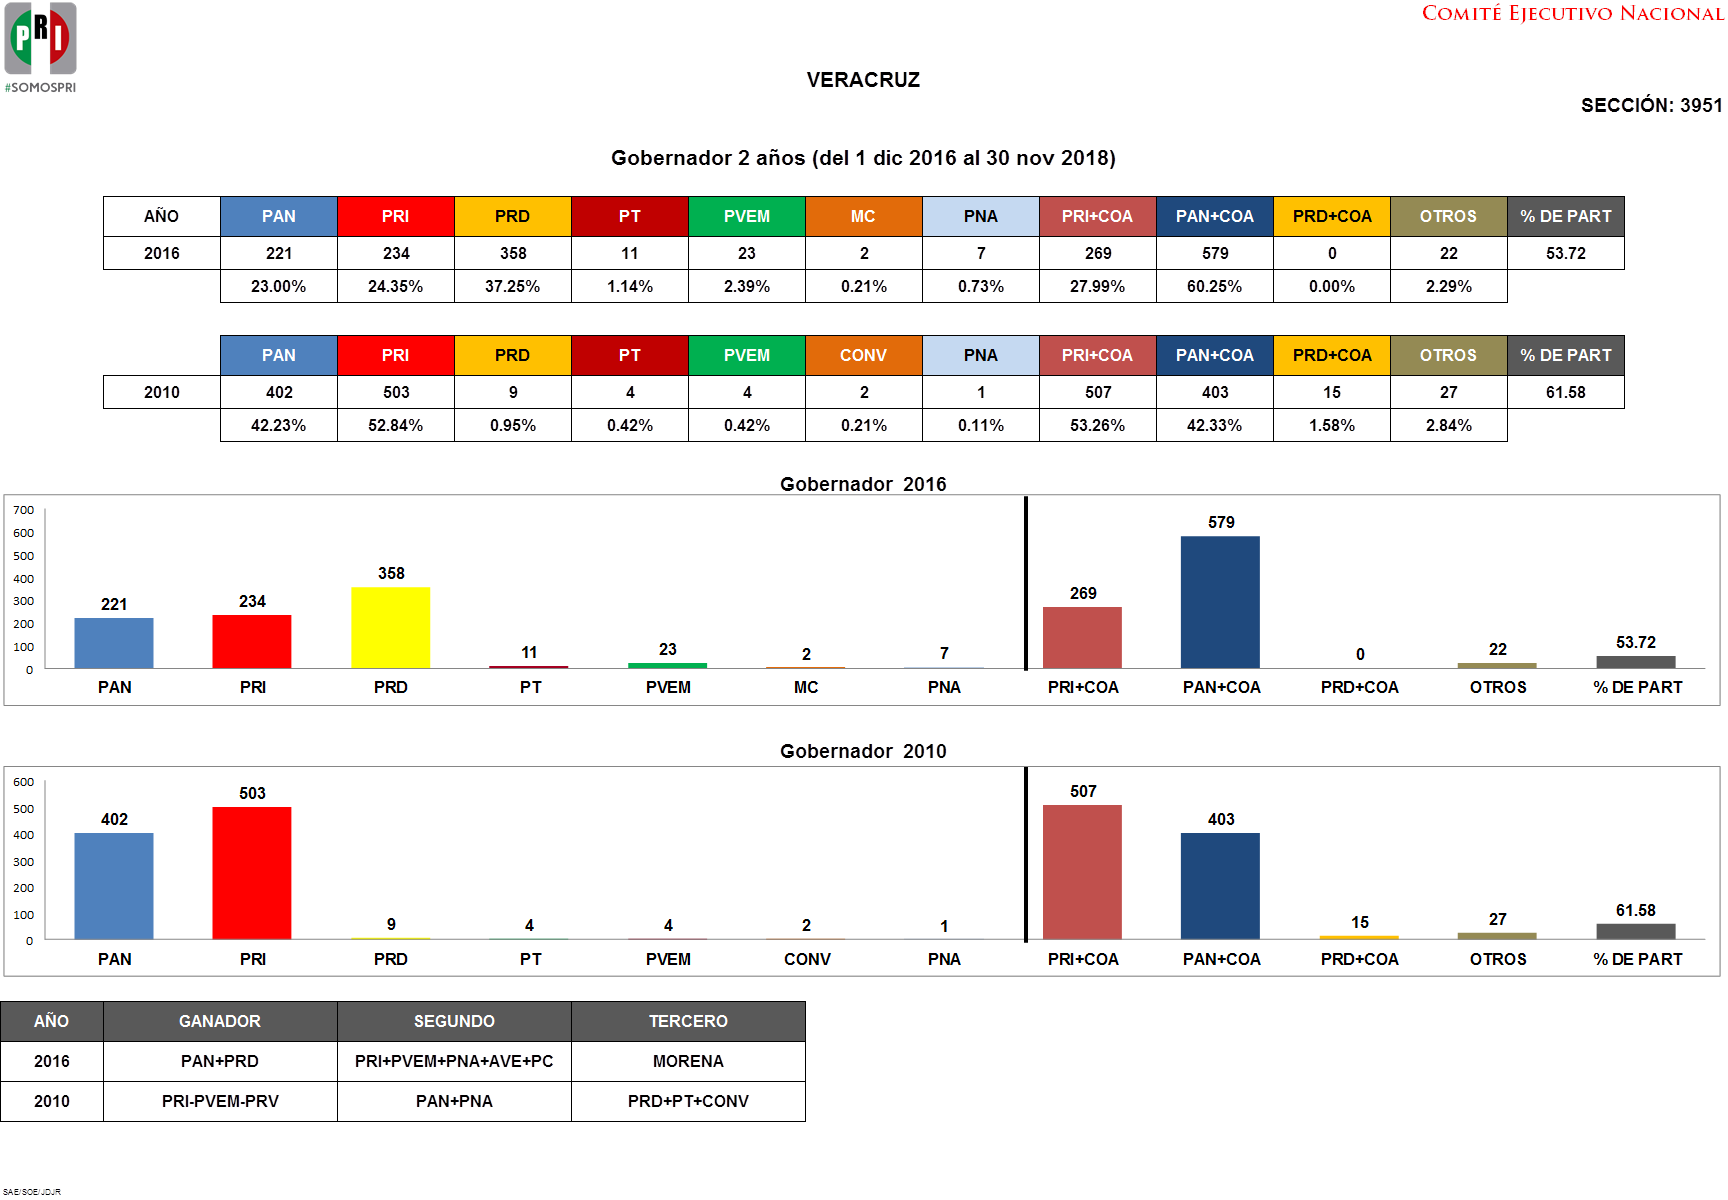 PRI
#SOMOSPRI
COMITÉ EJECUTIVO NACIONAL
VERACRUZ
SECCIÓN: 3951
Gobernador 2 años (del 1 dic 2016 al 30 nov 2018)
AÑO PAN PRI PRD PT PVEM MC PNA PRI+COA PAN+COA PRD+COA OTROS % DE PART
2016 221 234 358 11 23 2 7 269 579 0 22 53.72
23.00% 24.35% 37.25% 1.14% 2.39% 0.21% 0.73% 27.99% 60.25% 0.00% 2.29%
PAN PRI PRD PT PVEM CONV PNA PRI+COA PAN+COA PRD+COA OTROS % DE PART
2010 402 503 9 4 4 2 1 507 403 15 27 61.58
42.23% 52.84% 0.95% 0.42% 0.42% 0.21% 0.11% 53.26% 42.33% 1.58% 2.84%
Gobernador 2016
700
600
500
400
300
200
100
0
221 234 358 11 23 2 7 269 579 0 22 53.72
PAN PRI PRD PT PVEM MC PNA PRI+COA PAN+COA PRD+COA OTROS % DE PART
Gobernador 2010
600
500
400
300
200
100
0
402 503 9 4 4 2 1 507 403 15 27 61.58
PAN PRI PRD PT PVEM CONV PNA PRI+COA PAN+COA PRD+COA OTROS % DE PART
AÑO GANADOR SEGUNDO TERCERO
2016 PAN+PRD PRI+PVEM+PNA+AVE+PC MORENA
2010 PRI-PVEM-PRV PAN+PNA PRD+PT+CONV
SAE/SOE/JDJR